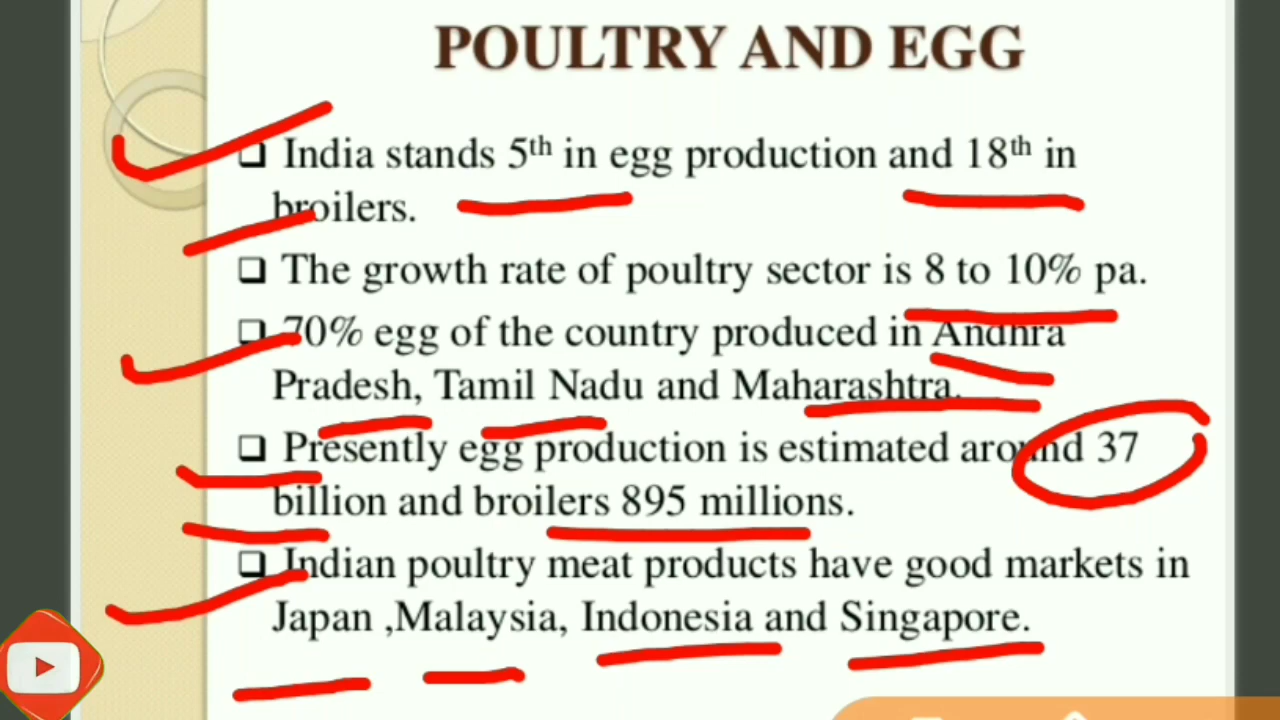 POULTRY AND EGG
❑ India stands 5th in egg production and 18th in
broilers.
❑ The growth rate of poultry sector is 8 to 10% pa.
❑ 70% egg of the country produced in Andhra
Pradesh, Tamil Nadu and Maharashtra.
❑ Presently egg production is estimated around 37
billion and broilers 895 millions.
❑ Indian poultry meat products have good markets in
Japan ,Malaysia, Indonesia and Singapore.